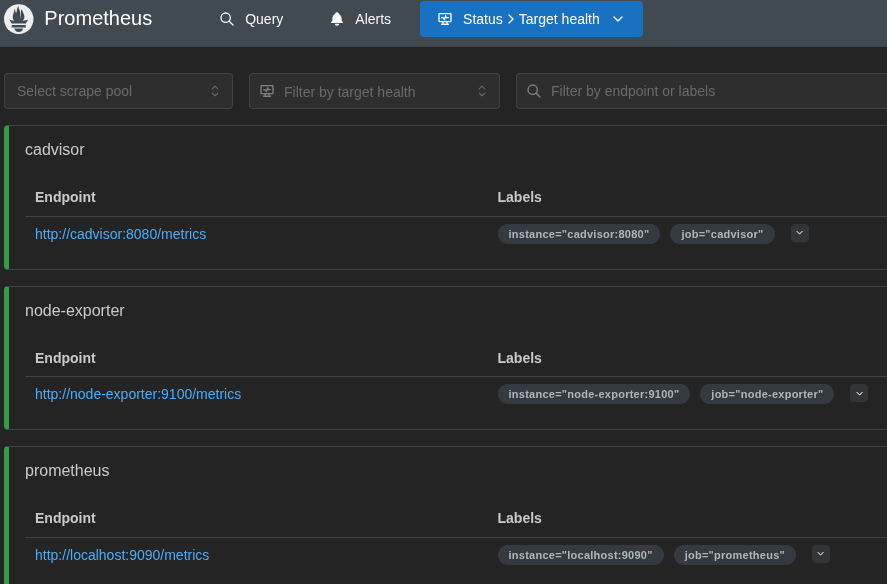 Prometheus Query Alerts Status > Target health
Select scrape pool Filter by target health Filter by endpoint or labels
cadvisor
Endpoint Labels
http://cadvisor:8080/metrics instance="cadvisor:8080" job="cadvisor"
node-exporter
Endpoint Labels
http://node-exporter:9100/metrics instance="node-exporter:9100" job="node-exporter"
prometheus
Endpoint Labels
http://localhost:9090/metrics instance="localhost:9090" job="prometheus"